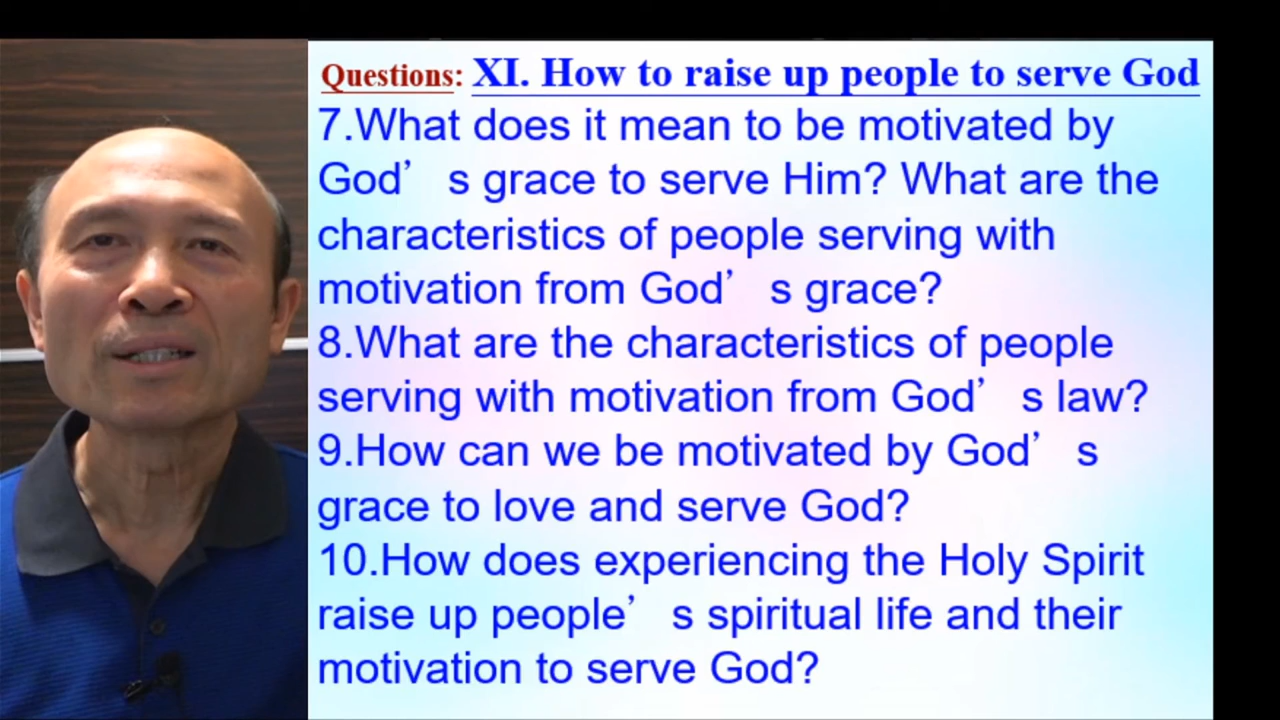 Questions: XI. How to raise up people to serve God
7.What does it mean to be motivated by
God’ s grace to serve Him? What are the
characteristics of people serving with
motivation from God’ s grace?
8.What are the characteristics of people
serving with motivation from God’ s law?
9.How can we be motivated by God’ s
grace to love and serve God?
10.How does experiencing the Holy Spirit
raise up people’ s spiritual life and their
motivation to serve God?